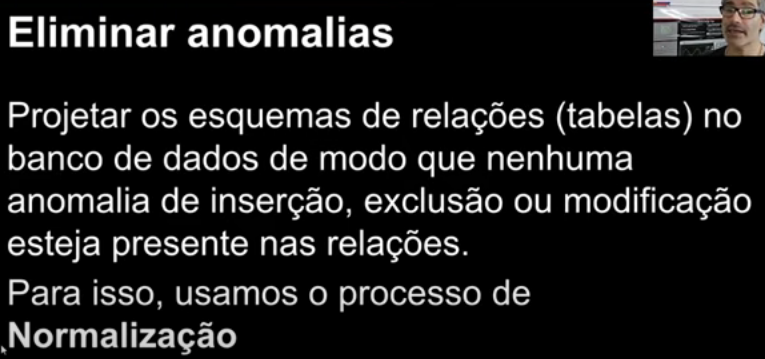 Eliminar anomalias
Projetar os esquemas de relações (tabelas) no
banco de dados de modo que nenhuma
anomalia de inserção, exclusão ou modificação
esteja presente nas relações.
Para isso, usamos o processo de
Normalização